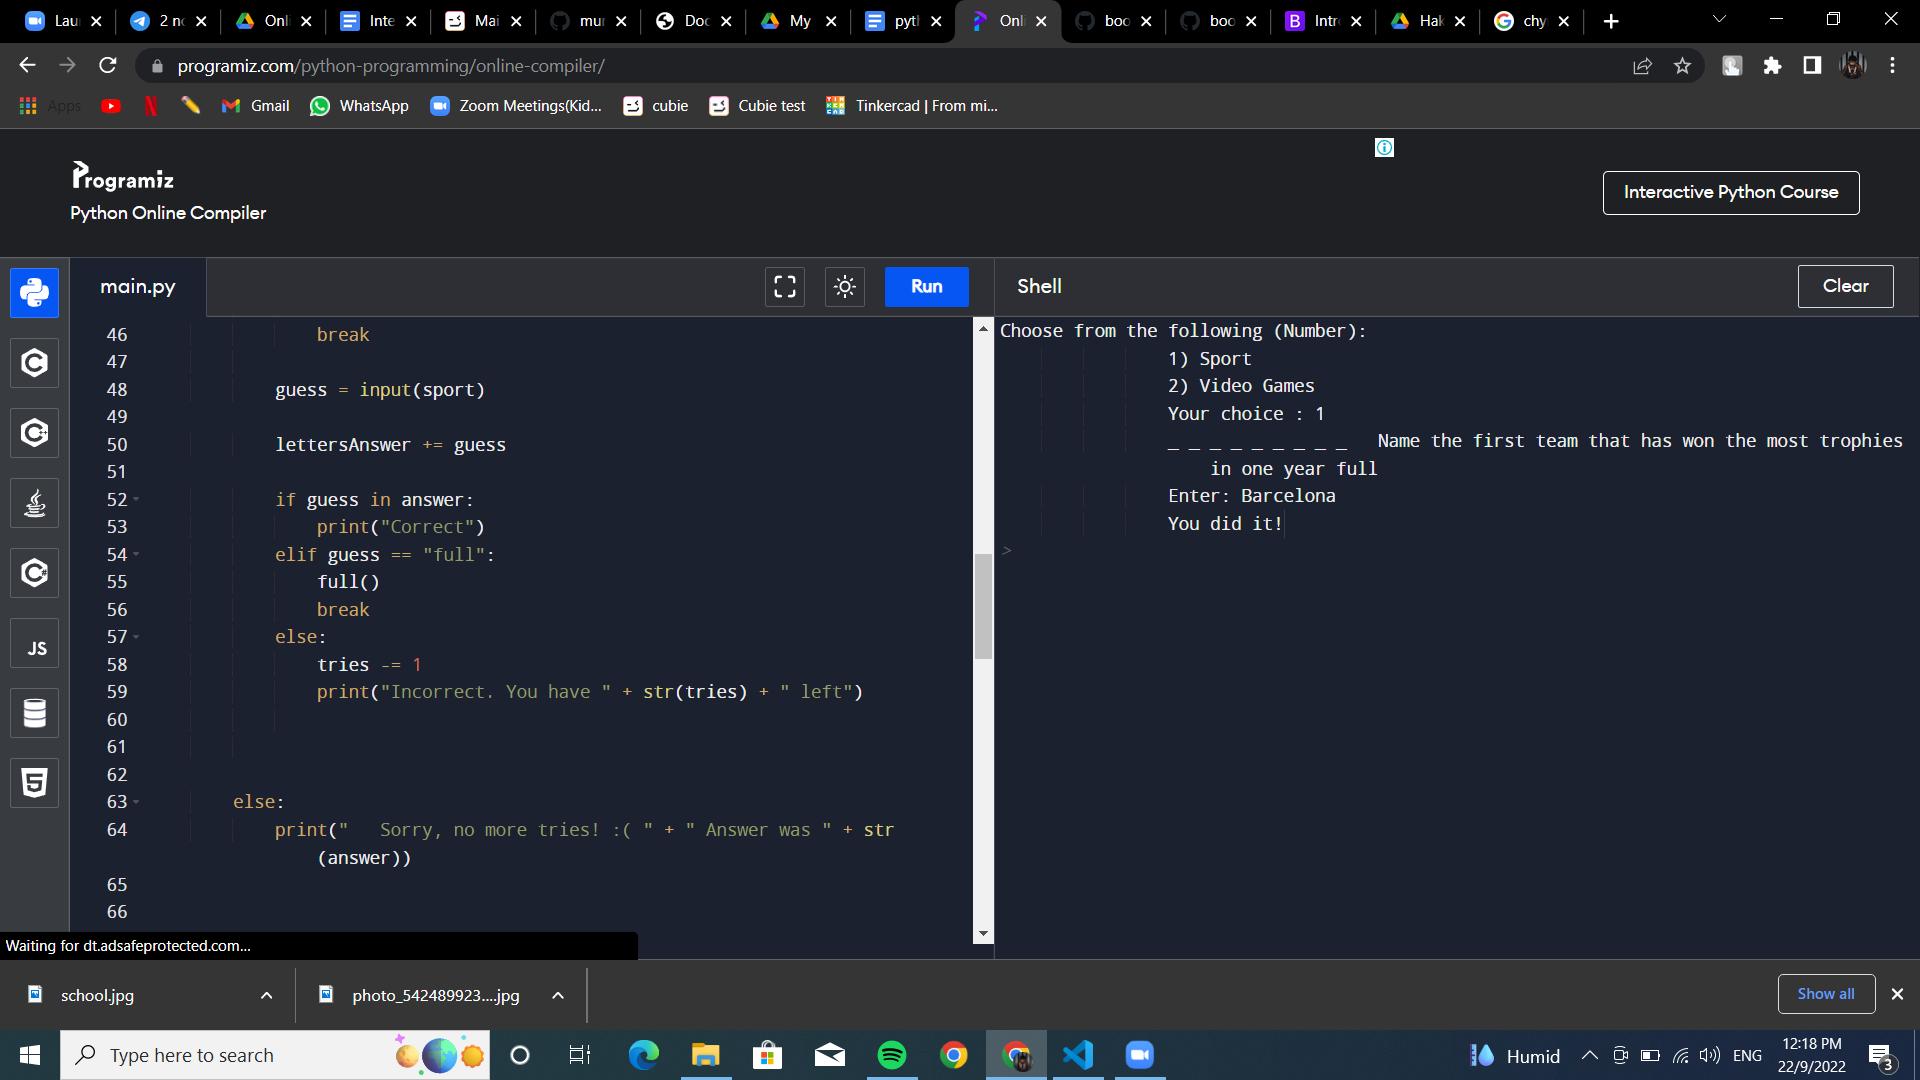 Lau
2 no
Onli
Inte
Mai
mur
Doc
My
pyth
Onli
boo
boo
Intr
Hak
chy
programiz.com/python-programming/online-compiler/
Apps
Gmail
WhatsApp
Zoom Meetings(Kid...
cubie
Cubie test
Tinkercad | From mi...
Programiz
Python Online Compiler
Interactive Python Course
main.py
Run
Shell
Clear
46 break
47
48 guess = input(sport)
49
50 lettersAnswer += guess
51
52 if guess in answer:
53 print("Correct")
54 elif guess == "full":
55 full()
56 break
57 else:
58 tries -= 1
59 print("Incorrect. You have " + str(tries) + " left")
60
61
62
63 else:
64 print("   Sorry, no more tries! :( " + " Answer was " + str
(answer))
65
66
Choose from the following (Number):
1) Sport
2) Video Games
Your choice : 1
_ _ _ _ _ _ _ _ _   Name the first team that has won the most trophies
in one year full
Enter: Barcelona
You did it!
>
JS
Waiting for dt.adsafeprotected.com...
school.jpg
photo_542489923....jpg
Show all
Type here to search
Humid
ENG
12:18 PM
22/9/2022
3